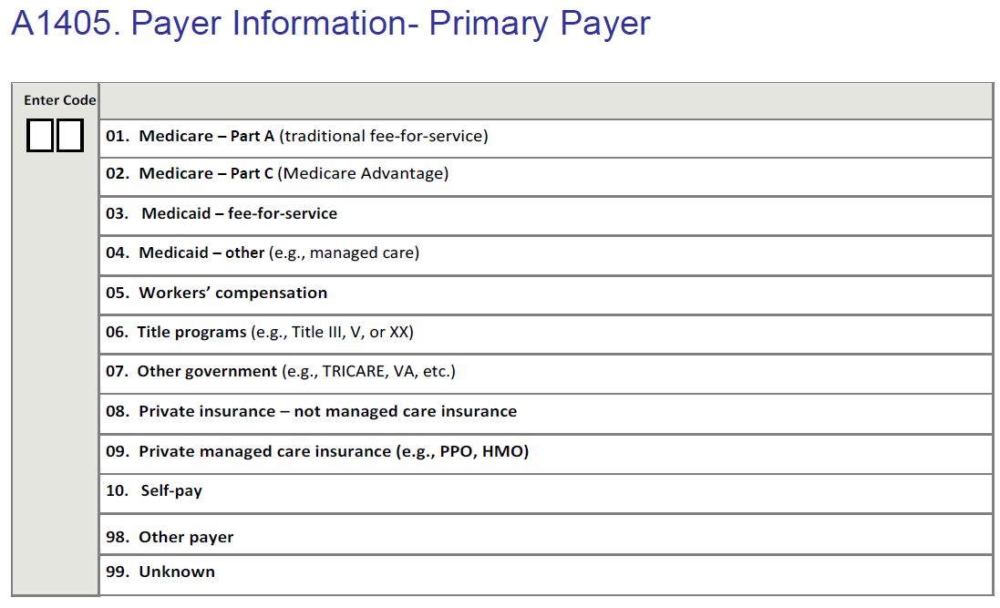 A1405. Payer Information- Primary Payer
Enter Code
01. Medicare – Part A (traditional fee-for-service)
02. Medicare – Part C (Medicare Advantage)
03. Medicaid – fee-for-service
04. Medicaid – other (e.g., managed care)
05. Workers’ compensation
06. Title programs (e.g., Title III, V, or XX)
07. Other government (e.g., TRICARE, VA, etc.)
08. Private insurance – not managed care insurance
09. Private managed care insurance (e.g., PPO, HMO)
10. Self-pay
98. Other payer
99. Unknown